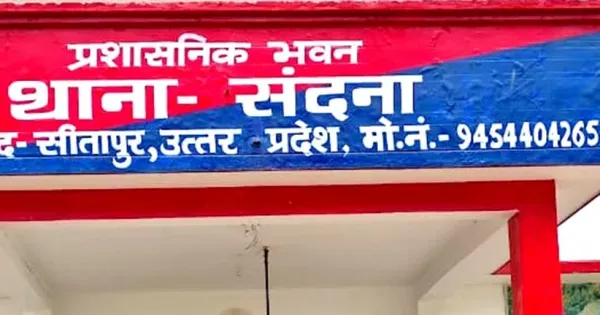 प्रशासनिक भवन
थाना- संदना
द- सीतापुर, उत्तर प्रदेश, मो.नं.- 9454404265